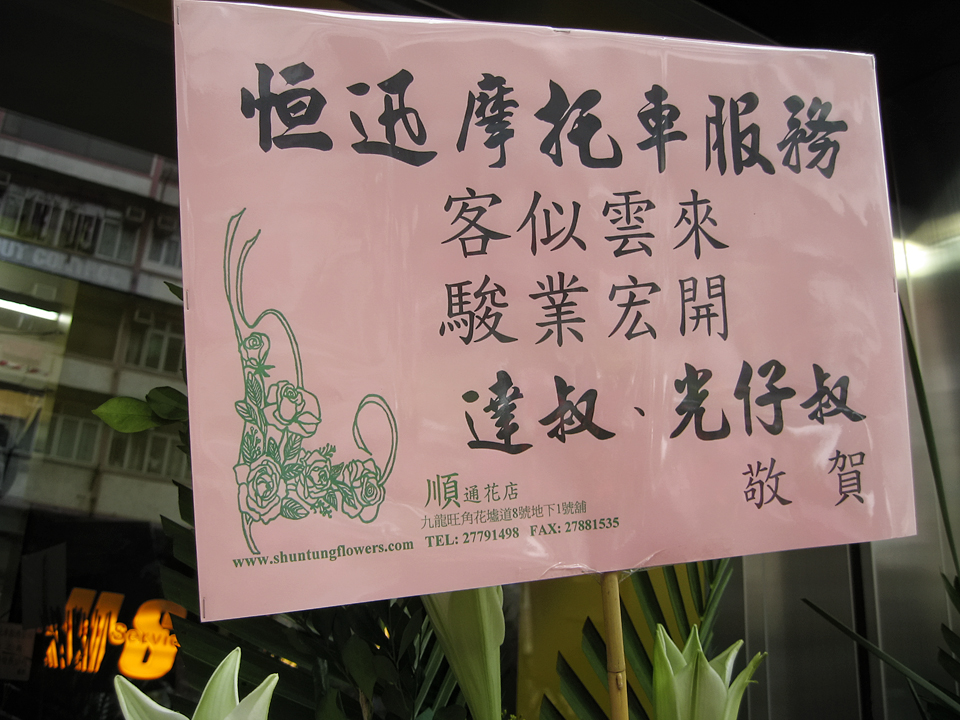 恒迅摩托車服務
客似雲來
駿業宏開
達叔、光仔叔
敬賀
順通花店
九龍旺角花墟道8號地下1號舖
www.shuntungflowers.com TEL: 27791498 FAX: 27881535